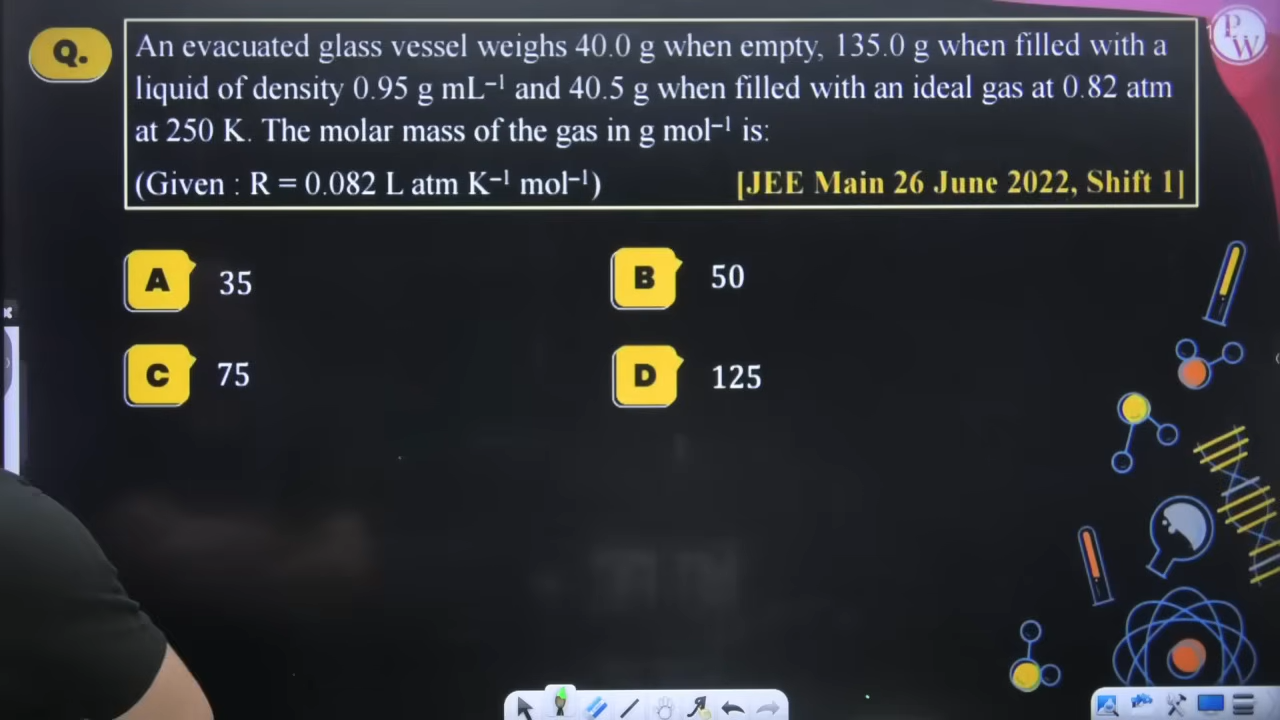 Q.
An evacuated glass vessel weighs 40.0 g when empty, 135.0 g when filled with a
liquid of density 0.95 g mL⁻¹ and 40.5 g when filled with an ideal gas at 0.82 atm
at 250 K. The molar mass of the gas in g mol⁻¹ is:
(Given : R = 0.082 L atm K⁻¹ mol⁻¹) [JEE Main 26 June 2022, Shift 1]
A 35
B 50
C 75
D 125
PW